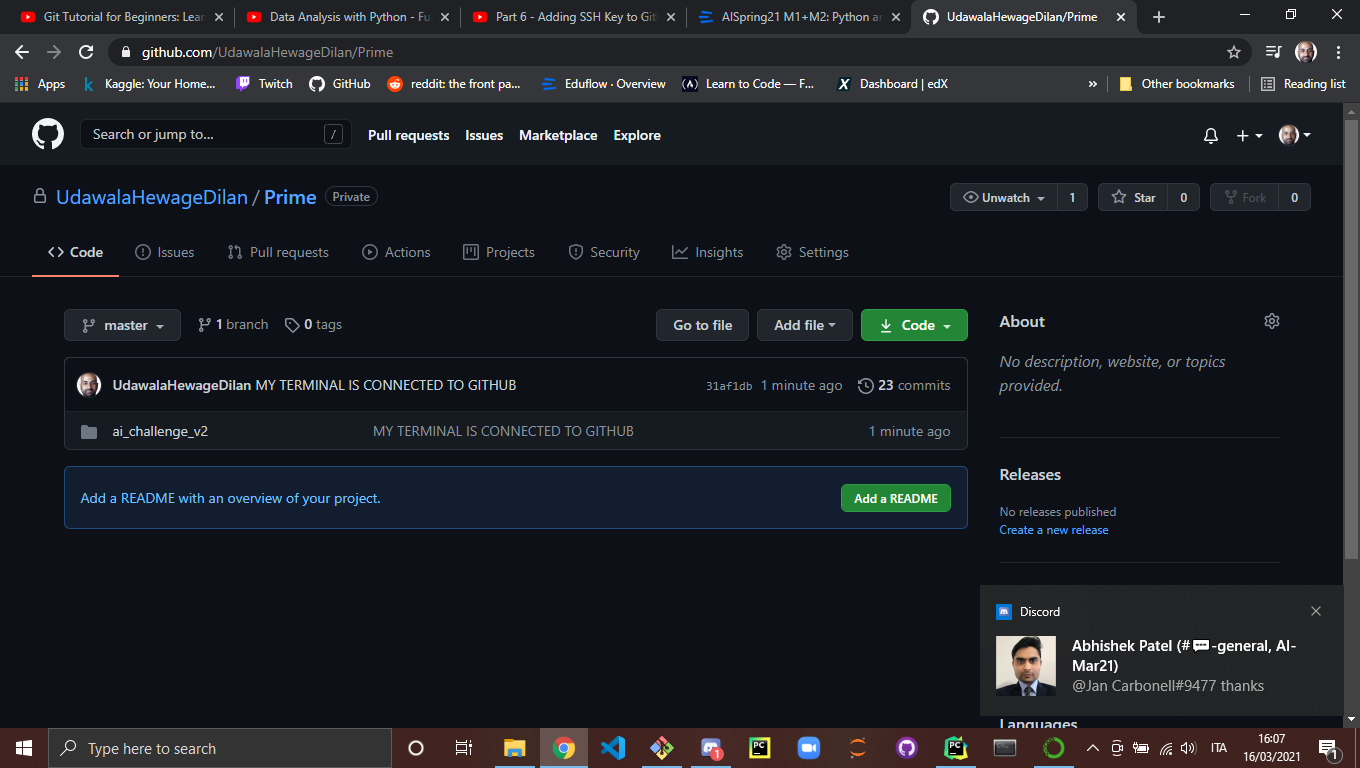 Git Tutorial for Beginners: Lear
Data Analysis with Python - Fu
Part 6 - Adding SSH Key to Git
AISpring21 M1+M2: Python an
UdawalaHewageDilan/Prime
github.com/UdawalaHewageDilan/Prime
Apps
Kaggle: Your Home...
Twitch
GitHub
reddit: the front pa...
Eduflow · Overview
Learn to Code — F...
Dashboard | edX
»
Other bookmarks
Reading list
Search or jump to...
/
Pull requests
Issues
Marketplace
Explore
UdawalaHewageDilan / Prime
Private
Unwatch
1
Star
0
Fork
0
Code
Issues
Pull requests
Actions
Projects
Security
Insights
Settings
master
1 branch
0 tags
Go to file
Add file
Code
UdawalaHewageDilan MY TERMINAL IS CONNECTED TO GITHUB
31af1db
1 minute ago
23 commits
ai_challenge_v2
MY TERMINAL IS CONNECTED TO GITHUB
1 minute ago
Add a README with an overview of your project.
Add a README
About
No description, website, or topics
provided.
Releases
No releases published
Create a new release
Discord
Abhishek Patel (#💬-general, AI-
Mar21)
@Jan Carbonell#9477 thanks
Languages
Type here to search
1
PC
PC
ITA
16:07
16/03/2021
1